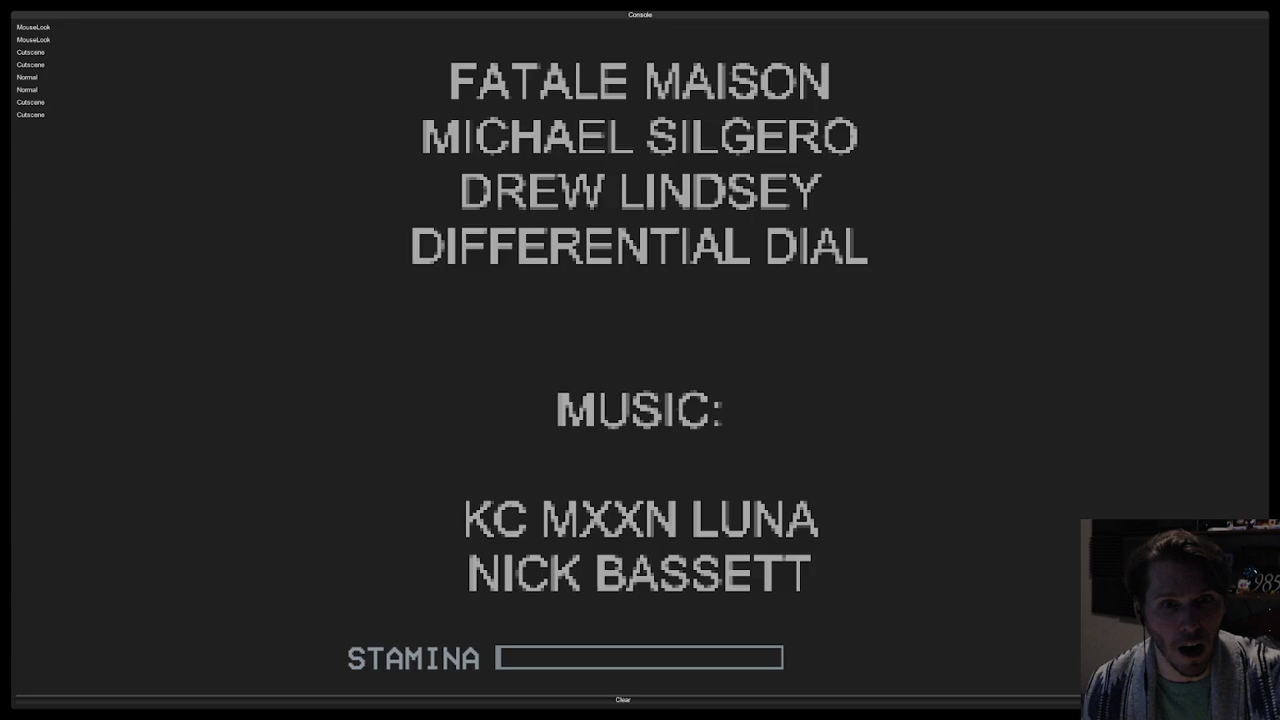 Console
MouseLook
MouseLook
Cutscene
Cutscene
Normal
Normal
Cutscene
Cutscene
FATALE MAISON
MICHAEL SILGERO
DREW LINDSEY
DIFFERENTIAL DIAL
MUSIC:
KC MXXN LUNA
NICK BASSETT
985
STAMINA
Clear